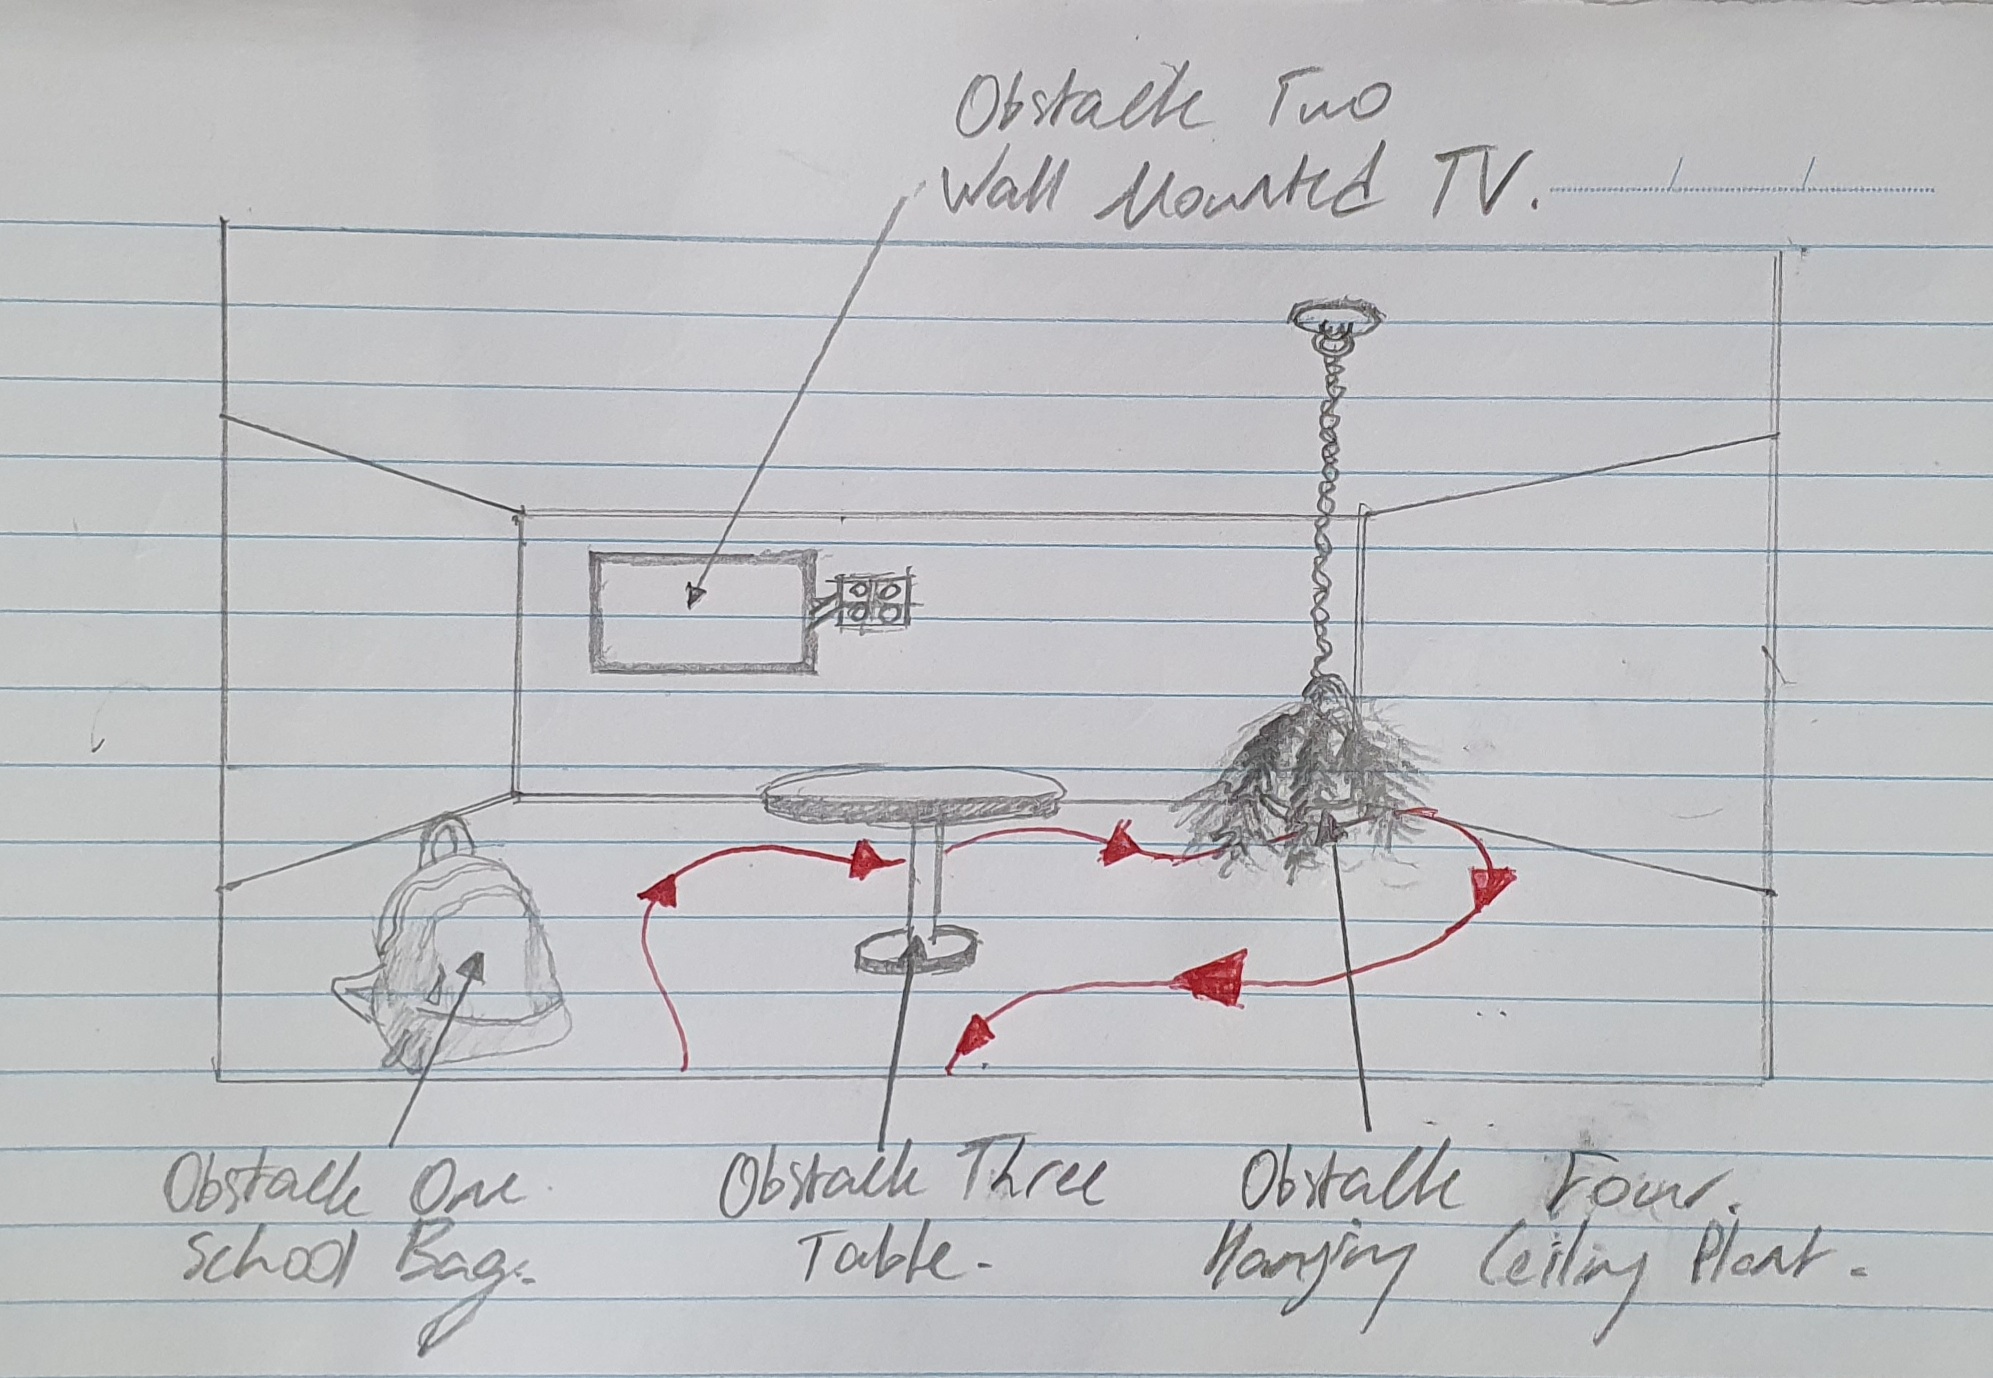 Obstacle Two
Wall Mounted TV.
Obstacle One
School Bag.
Obstacle Three
Table.
Obstacle Four.
Hanging Ceiling Plant.